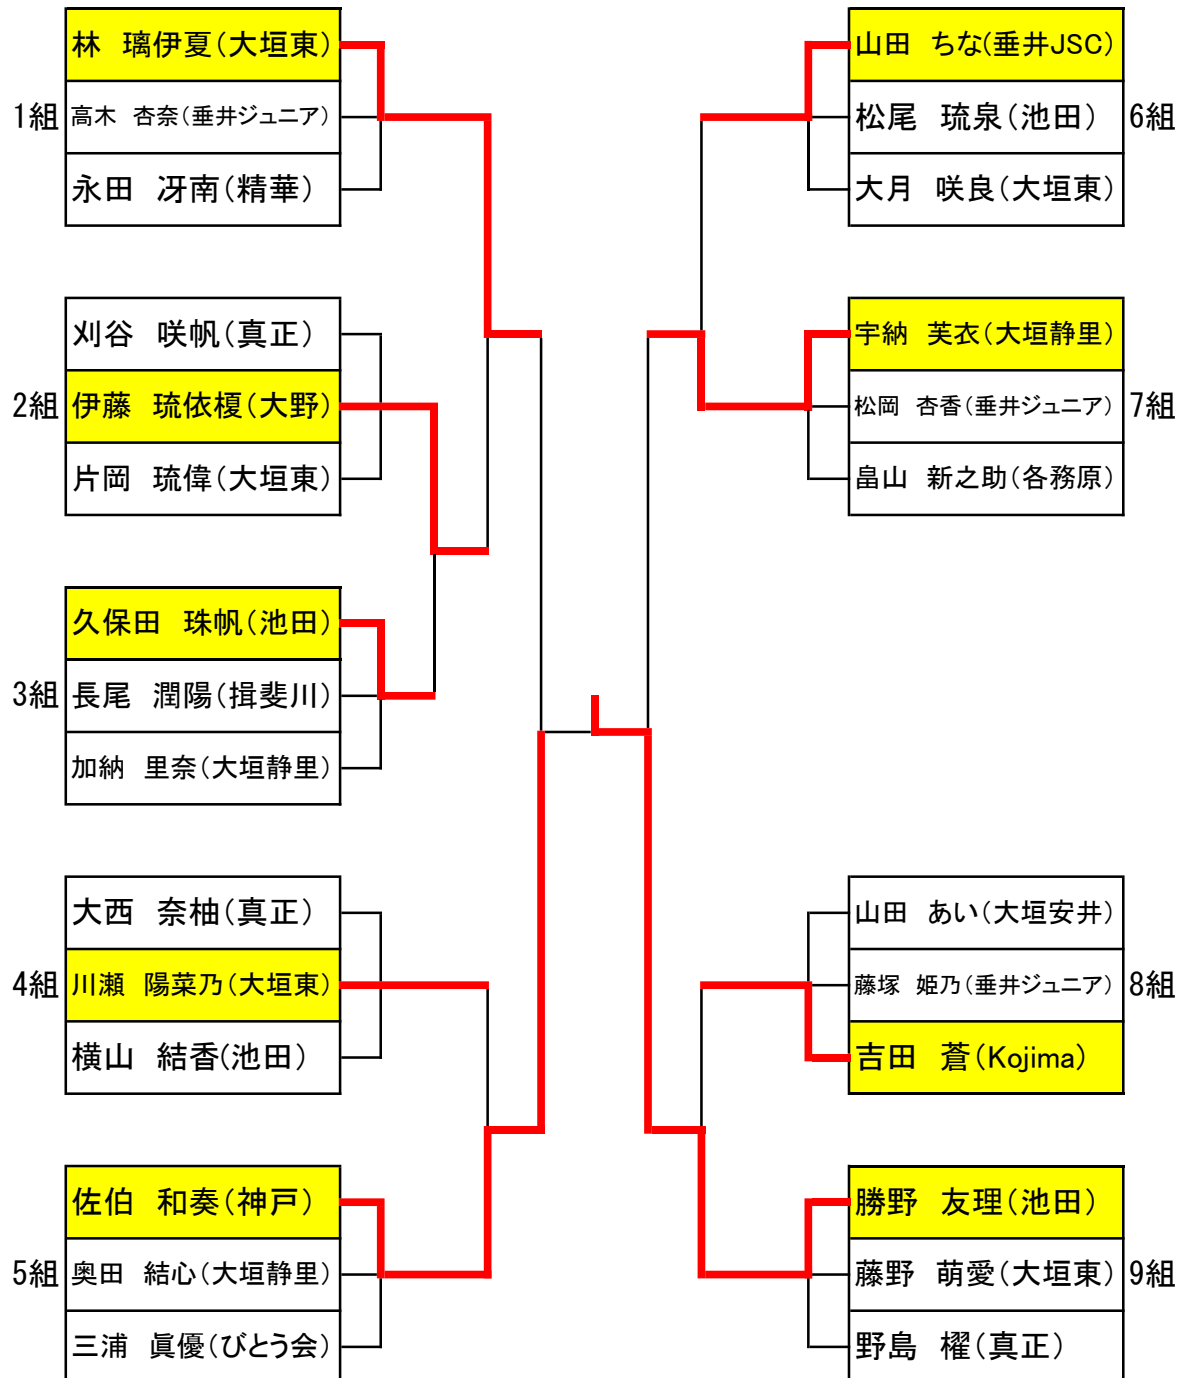 1組
林　璃伊夏(大垣東)
高木　杏奈(垂井ジュニア)
永田　冴南(精華)
2組
刈谷　咲帆(真正)
伊藤　琉依榎(大野)
片岡　琉偉(大垣東)
3組
久保田　珠帆(池田)
長尾　潤陽(揖斐川)
加納　里奈(大垣静里)
4組
大西　奈柚(真正)
川瀬　陽菜乃(大垣東)
横山　結香(池田)
5組
佐伯　和奏(神戸)
奥田　結心(大垣静里)
三浦　眞優(びとう会)
6組
山田　ちな(垂井JSC)
松尾　琉泉(池田)
大月　咲良(大垣東)
7組
宇納　芙衣(大垣静里)
松岡　杏香(垂井ジュニア)
畠山　新之助(各務原)
8組
山田　あい(大垣安井)
藤塚　姫乃(垂井ジュニア)
吉田　蒼(Kojima)
9組
勝野　友理(池田)
藤野　萌愛(大垣東)
野島　櫂(真正)